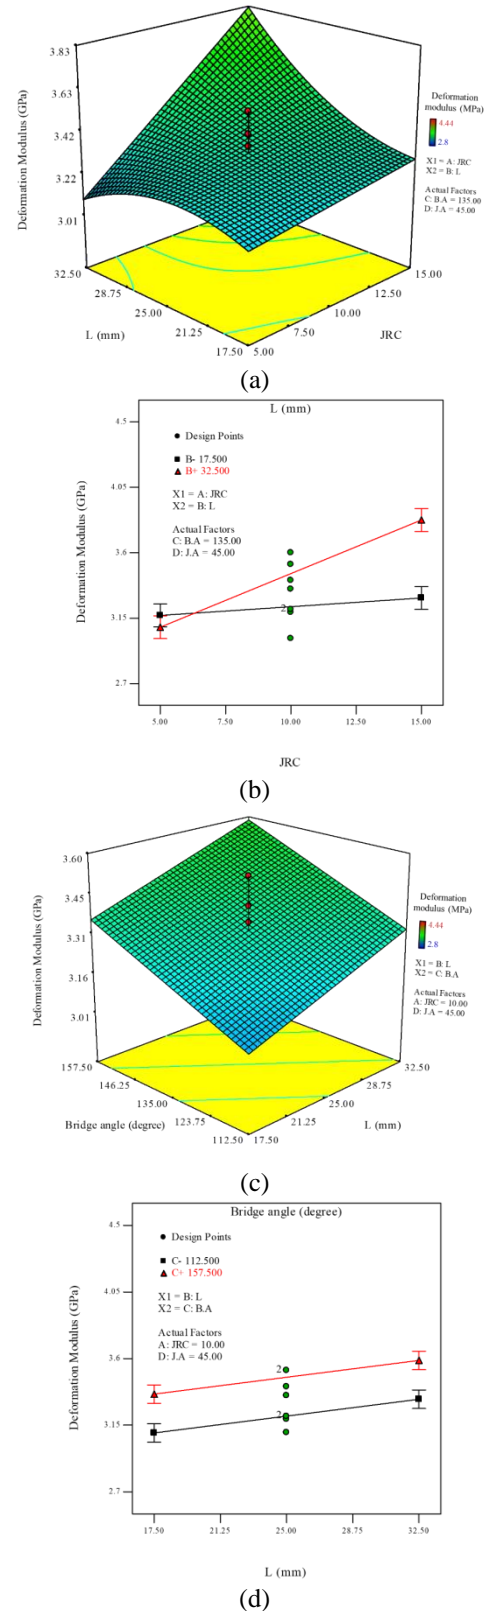 3.83
3.63
3.42
3.22
3.01
Deformation Modulus (GPa)
Deformation
modulus (MPa)
4.44
2.8
X1 = A: JRC
X2 = B: L
Actual Factors
C: B.A = 135.00
D: J.A = 45.00
32.50
28.75
25.00
21.25
17.50
L (mm)
5.00
7.50
10.00
12.50
15.00
JRC
(a)
L (mm)
4.5
4.05
3.6
3.15
2.7
Deformation Modulus (GPa)
Design Points
B- 17.500
B+ 32.500
X1 = A: JRC
X2 = B: L
Actual Factors
C: B.A = 135.00
D: J.A = 45.00
2
5.00 7.50 10.00 12.50 15.00
JRC
(b)
3.60
3.45
3.31
3.16
3.01
Deformation Modulus (GPa)
Deformation
modulus (MPa)
4.44
2.8
X1 = B: L
X2 = C: B.A
Actual Factors
A: JRC = 10.00
D: J.A = 45.00
157.50
146.25
135.00
123.75
112.50
Bridge angle (degree)
17.50
21.25
25.00
28.75
32.50
L (mm)
(c)
Bridge angle (degree)
4.5
4.05
3.6
3.15
2.7
Deformation Modulus (GPa)
Design Points
C- 112.500
C+ 157.500
X1 = B: L
X2 = C: B.A
Actual Factors
A: JRC = 10.00
D: J.A = 45.00
2
2
17.50 21.25 25.00 28.75 32.50
L (mm)
(d)